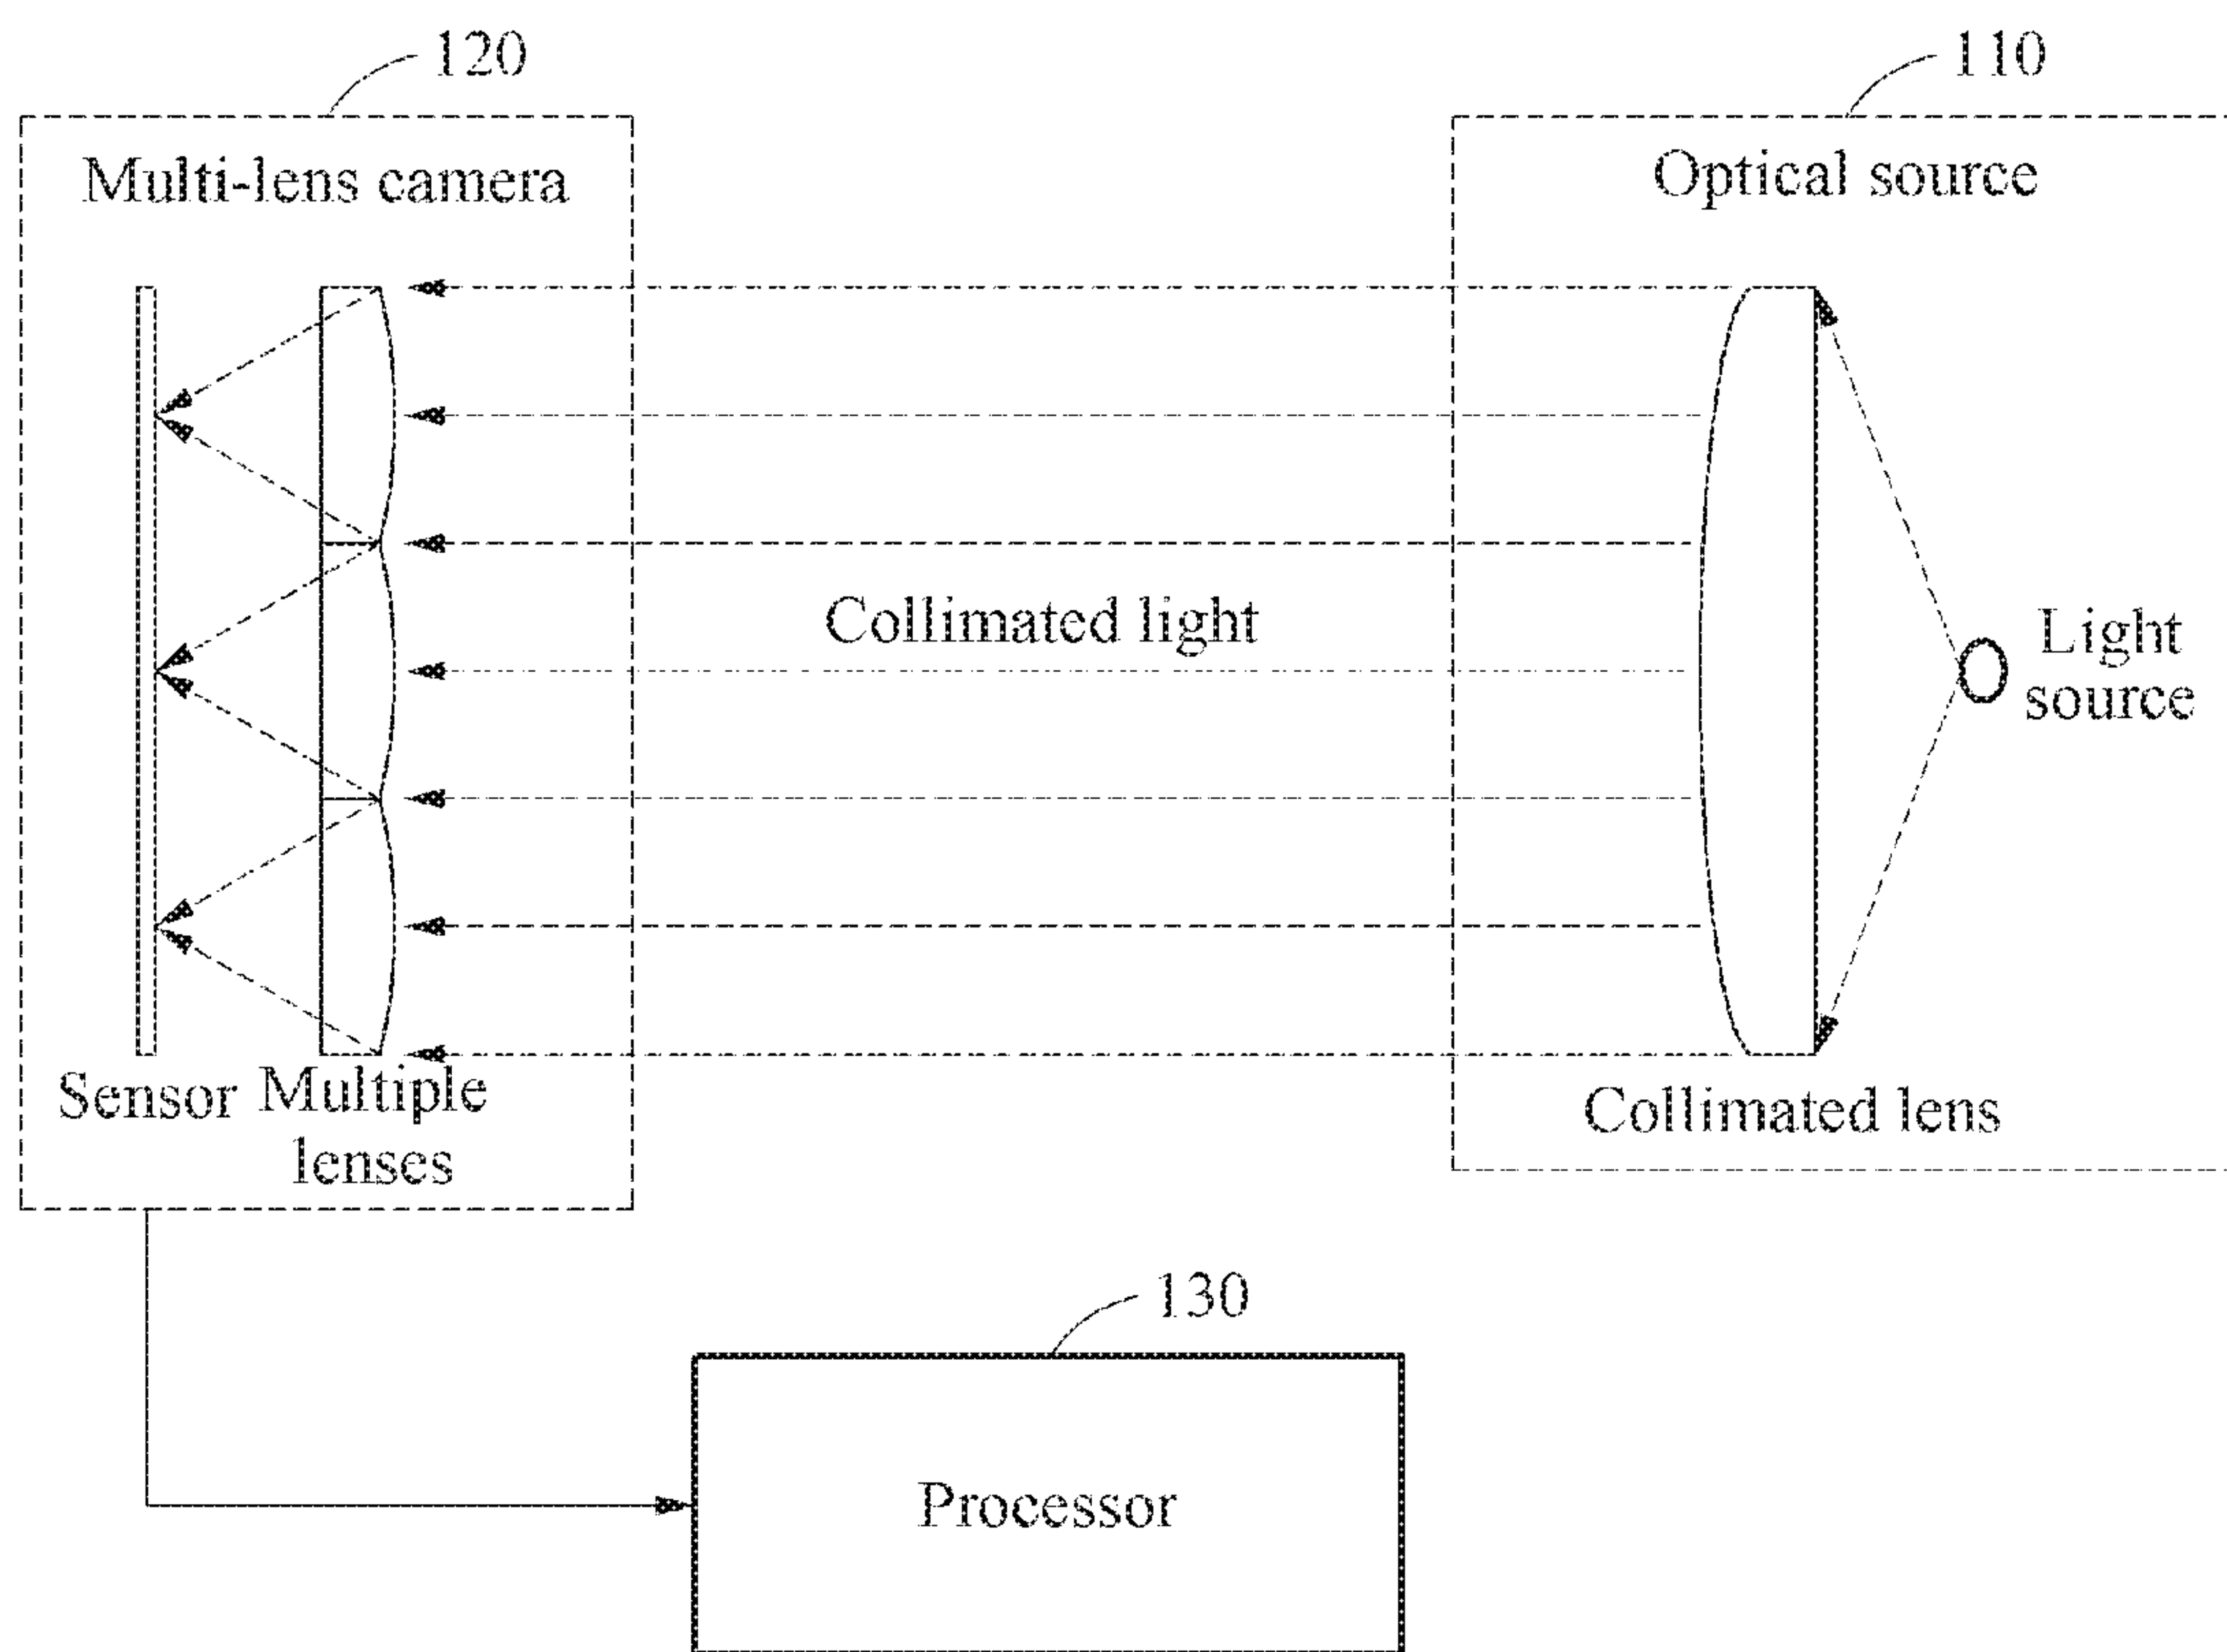 120
110
Multi-lens camera
Optical source
Collimated light
Light
source
Sensor
Multiple
lenses
Collimated lens
130
Processor